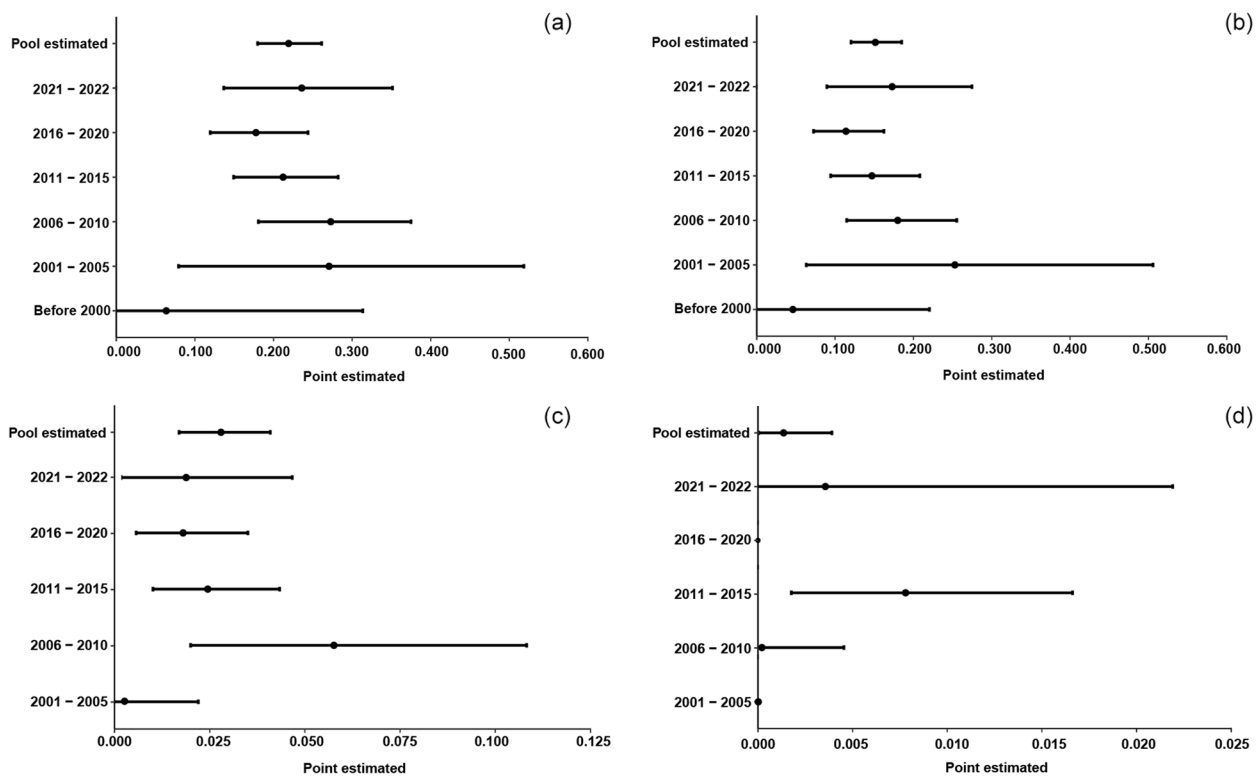 (a)
Pool estimated
2021 − 2022
2016 − 2020
2011 − 2015
2006 − 2010
2001 − 2005
Before 2000
0.000 0.100 0.200 0.300 0.400 0.500 0.600
Point estimated
(b)
Pool estimated
2021 − 2022
2016 − 2020
2011 − 2015
2006 − 2010
2001 − 2005
Before 2000
0.000 0.100 0.200 0.300 0.400 0.500 0.600
Point estimated
(c)
Pool estimated
2021 − 2022
2016 − 2020
2011 − 2015
2006 − 2010
2001 − 2005
0.000 0.025 0.050 0.075 0.100 0.125
Point estimated
(d)
Pool estimated
2021 − 2022
2016 − 2020
2011 − 2015
2006 − 2010
2001 − 2005
0.000 0.005 0.010 0.015 0.020 0.025
Point estimated